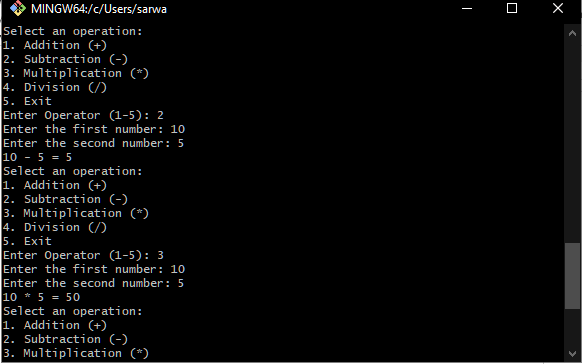 MINGW64:/c/Users/sarwa
Select an operation:
1. Addition (+)
2. Subtraction (-)
3. Multiplication (*)
4. Division (/)
5. Exit
Enter Operator (1-5): 2
Enter the first number: 10
Enter the second number: 5
10 - 5 = 5
Select an operation:
1. Addition (+)
2. Subtraction (-)
3. Multiplication (*)
4. Division (/)
5. Exit
Enter Operator (1-5): 3
Enter the first number: 10
Enter the second number: 5
10 * 5 = 50
Select an operation:
1. Addition (+)
2. Subtraction (-)
3. Multiplication (*)